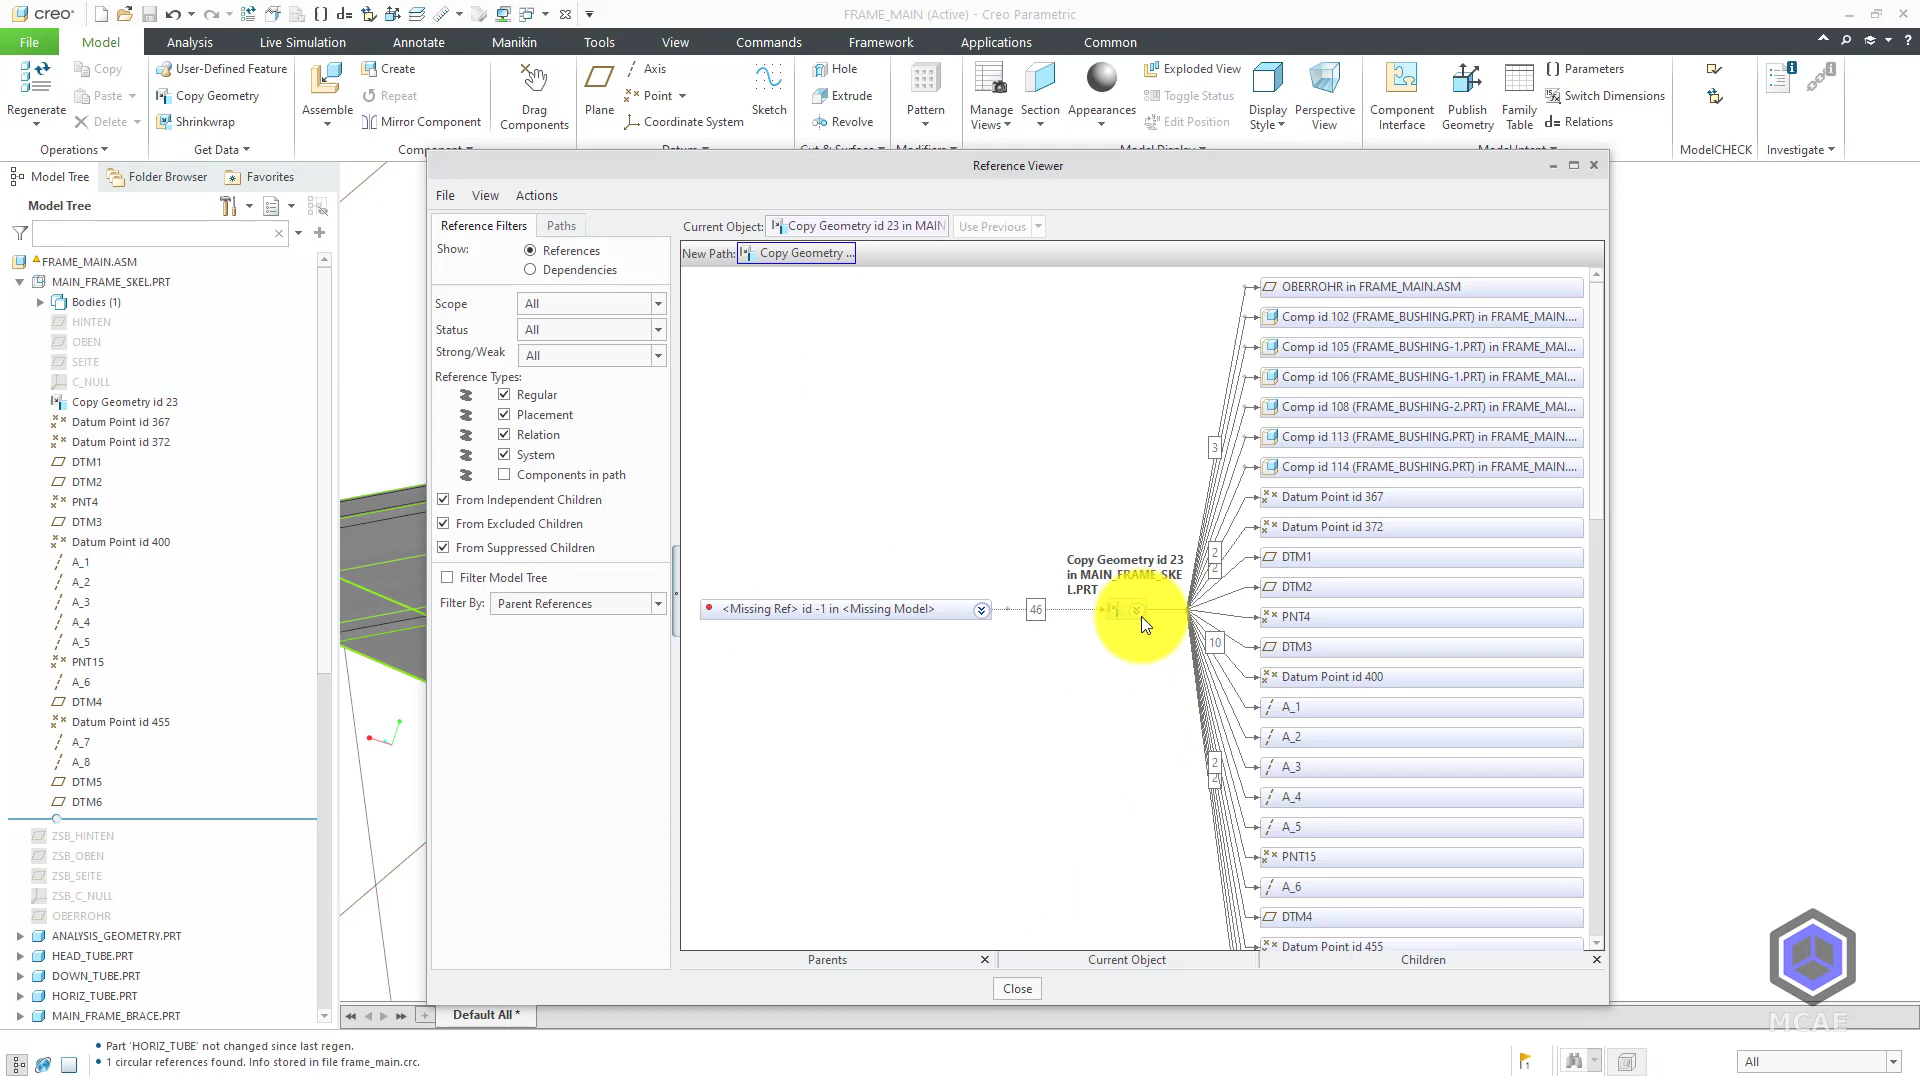 creo
FRAME_MAIN (Active) - Creo Parametric
File
Model
Analysis
Live Simulation
Annotate
Manikin
Tools
View
Commands
Framework
Applications
Common
Regenerate
Copy
Paste
Delete
Operations
User-Defined Feature
Copy Geometry
Shrinkwrap
Get Data
Assemble
Create
Repeat
Mirror Component
Drag
Components
Plane
Axis
Point
Coordinate System
Sketch
Hole
Extrude
Revolve
Pattern
Manage
Views
Section
Appearances
Exploded View
Toggle Status
Edit Position
Display
Style
Perspective
View
Component
Interface
Publish
Geometry
Family
Table
Parameters
Switch Dimensions
d= Relations
ModelCHECK
Investigate
Model Tree
Folder Browser
Favorites
Model Tree
FRAME_MAIN.ASM
MAIN_FRAME_SKEL.PRT
Bodies (1)
HINTEN
OBEN
SEITE
C_NULL
Copy Geometry id 23
Datum Point id 367
Datum Point id 372
DTM1
DTM2
PNT4
DTM3
Datum Point id 400
A_1
A_2
A_3
A_4
A_5
PNT15
A_6
DTM4
Datum Point id 455
A_7
A_8
DTM5
DTM6
ZSB_HINTEN
ZSB_OBEN
ZSB_SEITE
ZSB_C_NULL
OBERROHR
ANALYSIS_GEOMETRY.PRT
HEAD_TUBE.PRT
DOWN_TUBE.PRT
HORIZ_TUBE.PRT
MAIN_FRAME_BRACE.PRT
Reference Viewer
File
View
Actions
Reference Filters
Paths
Show:
References
Dependencies
Scope
All
Status
All
Strong/Weak
All
Reference Types:
Regular
Placement
Relation
System
Components in path
From Independent Children
From Excluded Children
From Suppressed Children
Filter Model Tree
Filter By:
Parent References
Current Object:
Copy Geometry id 23 in MAIN
Use Previous
New Path:
Copy Geometry ...
<Missing Ref> id -1 in <Missing Model>
46
Copy Geometry id 23
in MAIN_FRAME_SKE
L.PRT
3
2
2
10
2
2
OBERROHR in FRAME_MAIN.ASM
Comp id 102 (FRAME_BUSHING.PRT) in FRAME_MAIN....
Comp id 105 (FRAME_BUSHING-1.PRT) in FRAME_MAI...
Comp id 106 (FRAME_BUSHING-1.PRT) in FRAME_MAI...
Comp id 108 (FRAME_BUSHING-2.PRT) in FRAME_MAI...
Comp id 113 (FRAME_BUSHING.PRT) in FRAME_MAIN....
Comp id 114 (FRAME_BUSHING.PRT) in FRAME_MAIN....
Datum Point id 367
Datum Point id 372
DTM1
DTM2
PNT4
DTM3
Datum Point id 400
A_1
A_2
A_3
A_4
A_5
PNT15
A_6
DTM4
Datum Point id 455
Parents
Current Object
Children
Close
Default All *
Part 'HORIZ_TUBE' not changed since last regen.
1 circular references found. Info stored in file frame_main.crc.
All
MCAE